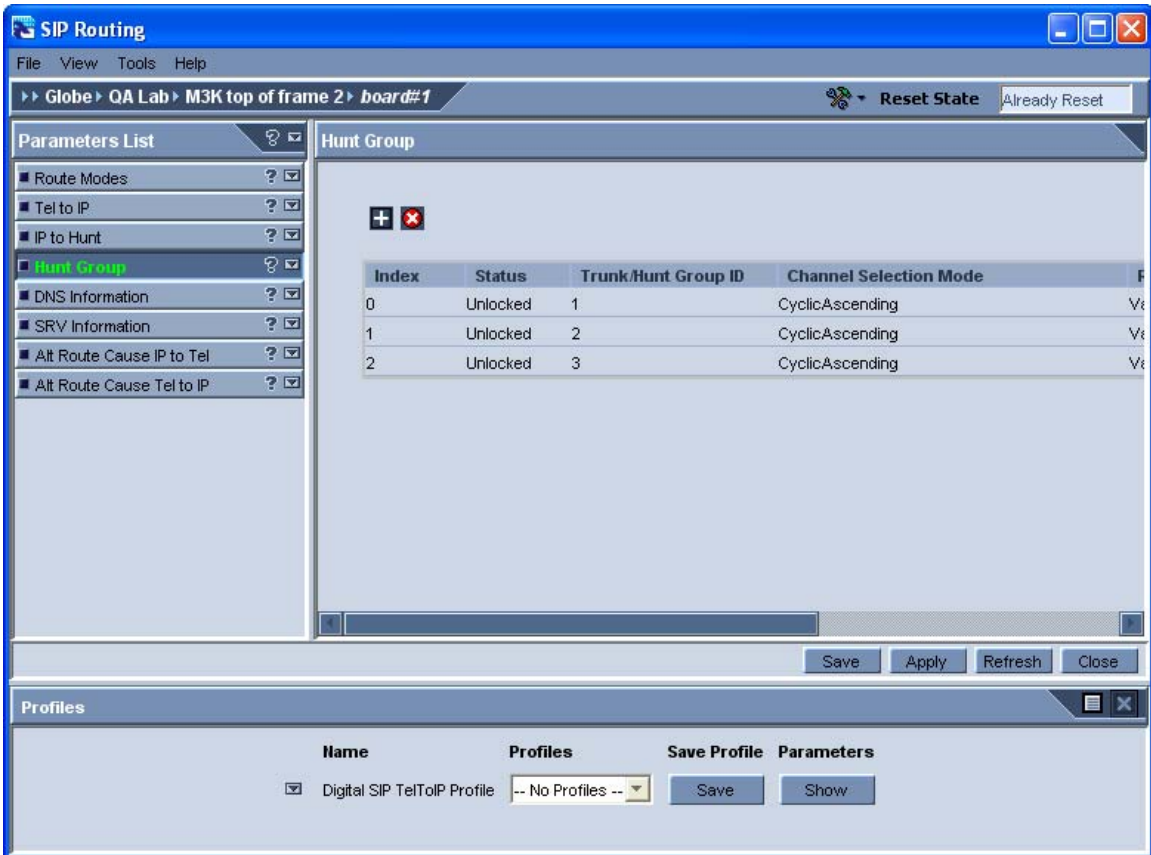 SIP Routing
File View Tools Help
Globe QA Lab M3K top of frame 2 board#1
Reset State Already Reset
Parameters List
Route Modes
Tel to IP
IP to Hunt
Hunt Group
DNS Information
SRV Information
Alt Route Cause IP to Tel
Alt Route Cause Tel to IP
Hunt Group
Index Status Trunk/Hunt Group ID Channel Selection Mode
0 Unlocked 1 CyclicAscending
1 Unlocked 2 CyclicAscending
2 Unlocked 3 CyclicAscending
Save Apply Refresh Close
Profiles
Name Profiles Save Profile Parameters
Digital SIP TelToIP Profile -- No Profiles -- Save Show